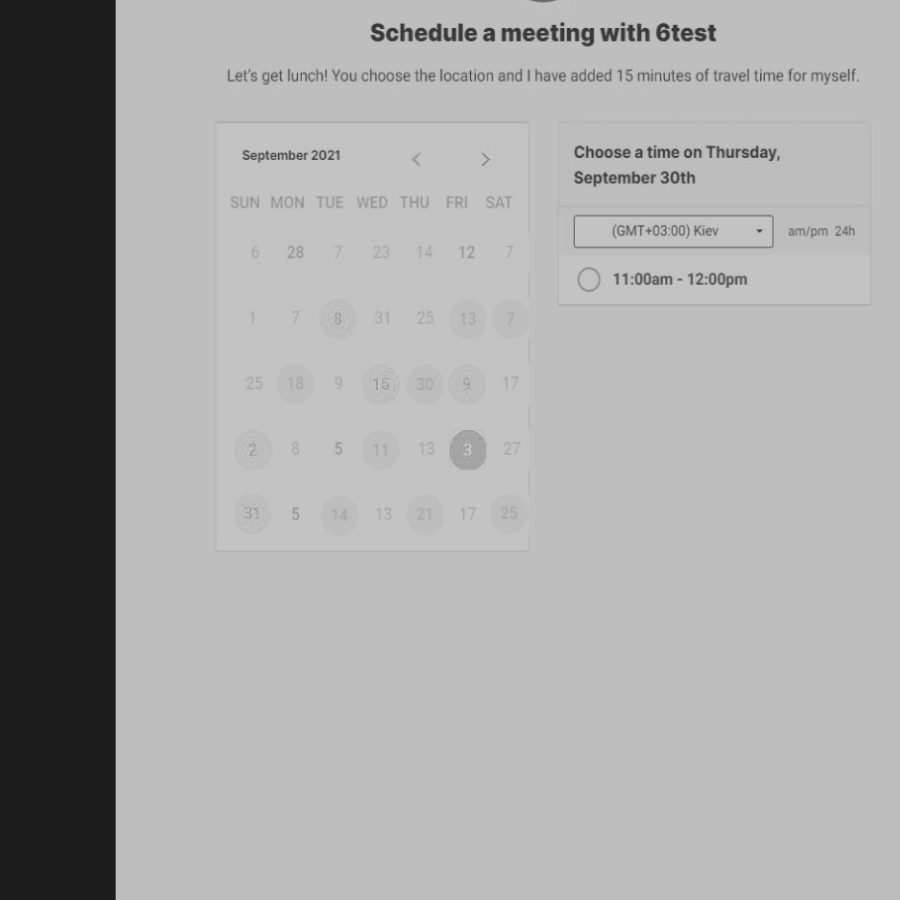 Schedule a meeting with 6test
Let's get lunch! You choose the location and I have added 15 minutes of travel time for myself.
September 2021
SUN MON TUE WED THU FRI SAT
6 28 7 23 14 12 7
1 7 8 31 25 13 7
25 18 9 15 30 9 17
2 8 5 11 13 3 27
31 5 14 13 21 17 25
Choose a time on Thursday,
September 30th
(GMT+03:00) Kiev am/pm 24h
11:00am - 12:00pm